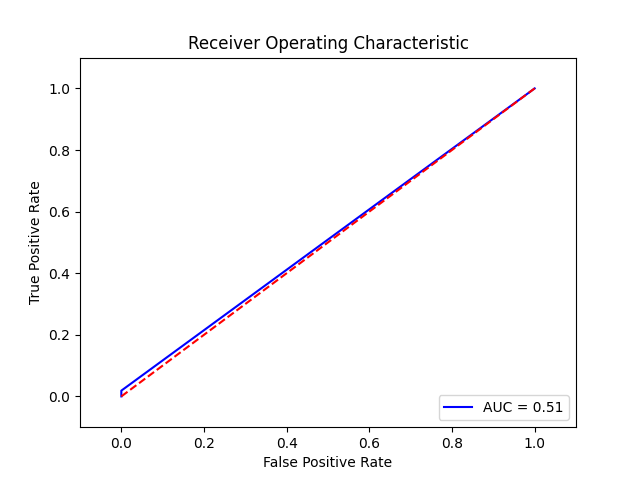 Receiver Operating Characteristic
True Positive Rate
1.0
0.8
0.6
0.4
0.2
0.0
AUC = 0.51
0.0 0.2 0.4 0.6 0.8 1.0
False Positive Rate